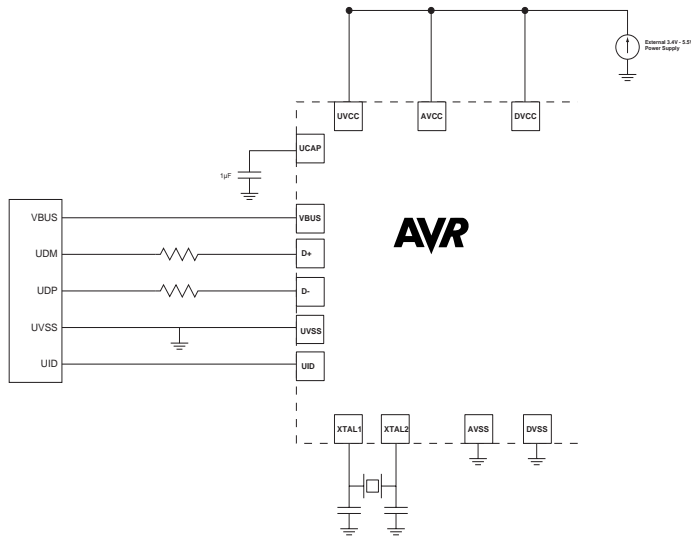 External 3.4V - 5.5V
Power Supply
UVCC
AVCC
DVCC
UCAP
1µF
VBUS
VBUS
UDM
D+
UDP
D-
UVSS
UVSS
UID
UID
AVR
XTAL1
XTAL2
AVSS
DVSS